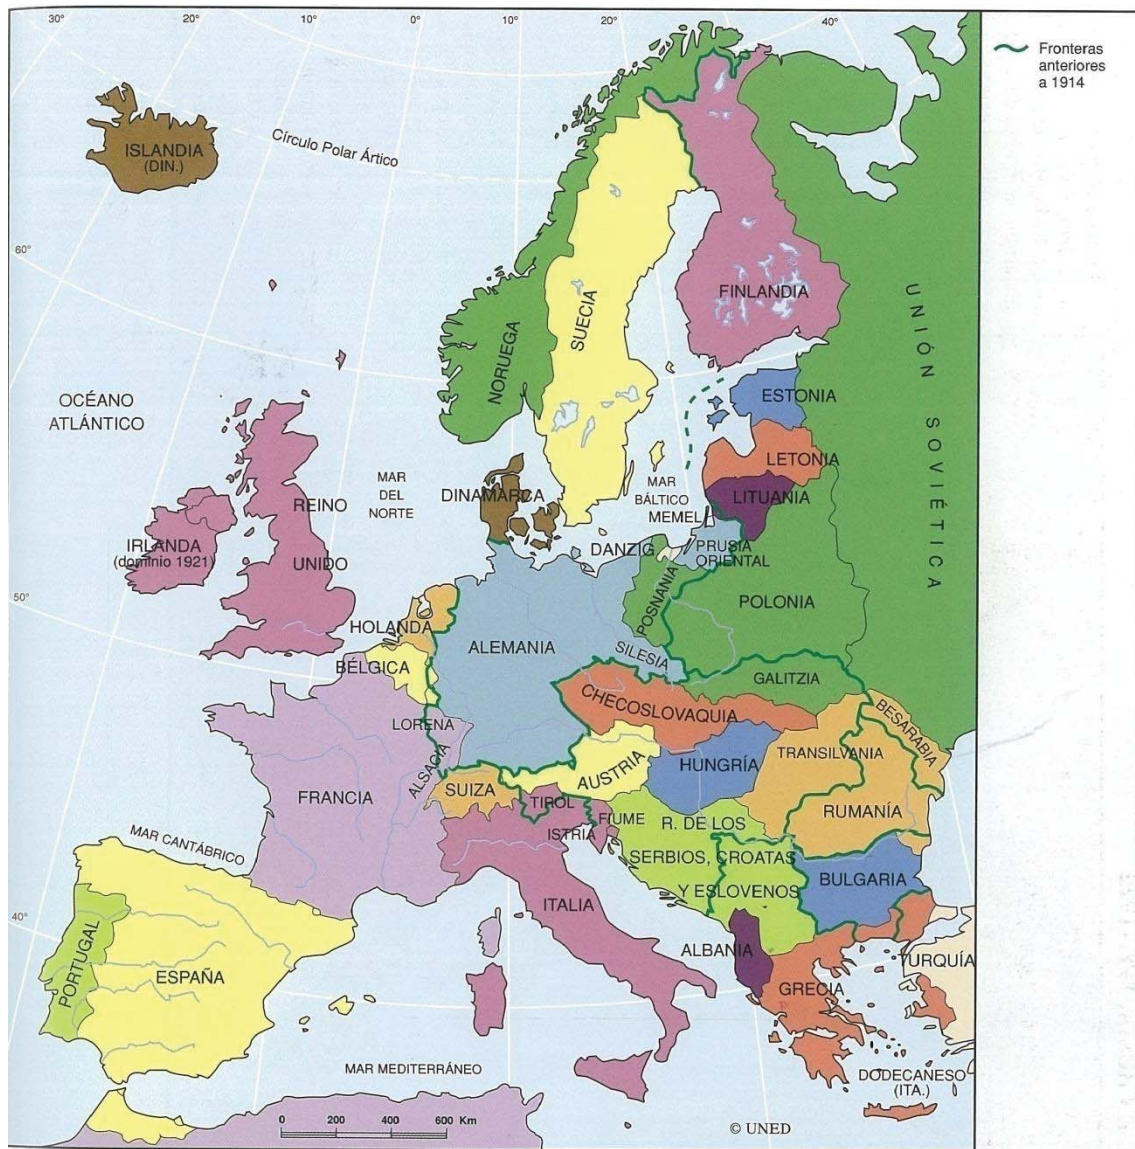 30°
20°
10°
0°
10°
20°
30°
40°
Fronteras
anteriores
a 1914
ISLANDIA
(DIN.)
Círculo Polar Ártico
60°
SUECIA
FINLANDIA
NORUEGA
UNIÓN SOVIÉTICA
OCÉANO
ATLÁNTICO
ESTONIA
LETONIA
MAR
DEL
NORTE
DINAMARCA
MAR
BÁLTICO
MEMEL
LITUANIA
REINO
UNIDO
IRLANDA
(dominio 1921)
DANZIG
PRUSIA
ORIENTAL
50°
POSNANIA
POLONIA
HOLANDA
ALEMANIA
SILESIA
BÉLGICA
GALITZIA
CHECOSLOVAQUIA
LORENA
BESARABIA
TRANSILVANIA
ALSACIA
AUSTRIA
HUNGRÍA
FRANCIA
SUIZA
TIROL
RUMANÍA
FIUME
ISTRIA
R. DE LOS
SERBIOS, CROATAS
Y ESLOVENOS
MAR CANTÁBRICO
BULGARIA
ITALIA
40°
PORTUGAL
ESPAÑA
ALBANIA
TURQUÍA
GRECIA
MAR MEDITERRÁNEO
DODECANESO
(ITA.)
0 200 400 600 Km
© UNED